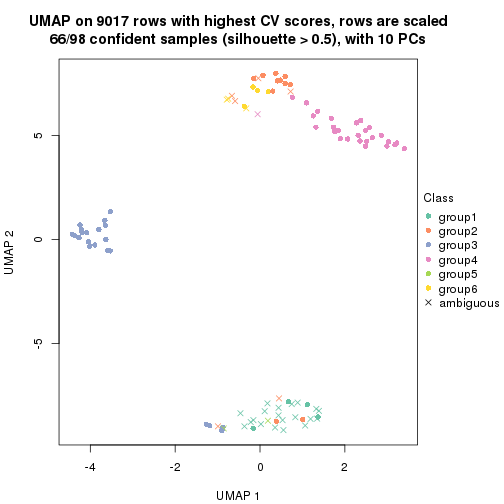 UMAP on 9017 rows with highest CV scores, rows are scaled
66/98 confident samples (silhouette > 0.5), with 10 PCs
UMAP 2
5
0
-5
-4
-2
0
2
UMAP 1
Class
group1
group2
group3
group4
group5
group6
ambiguous